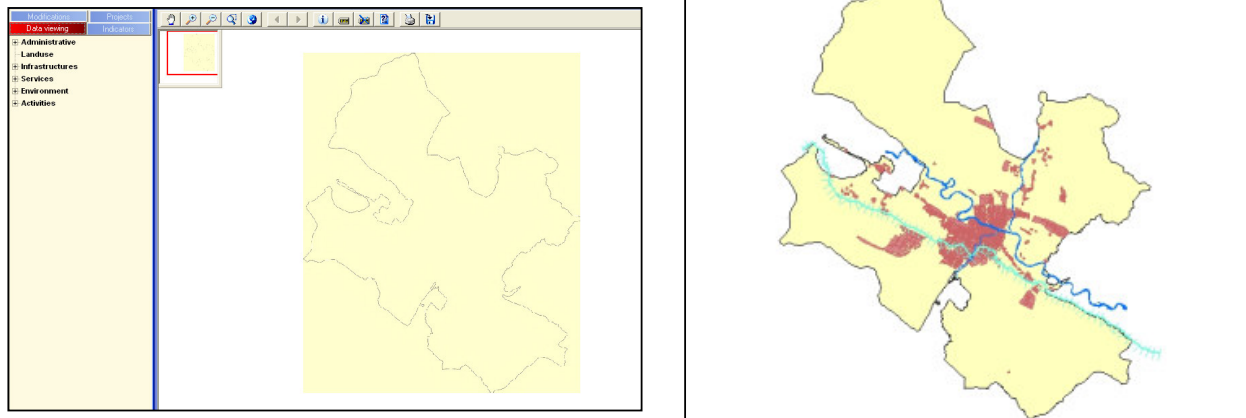 Modifications Projects
Data viewing Indicators
Administrative
Landuse
Infrastructures
Services
Environment
Activities